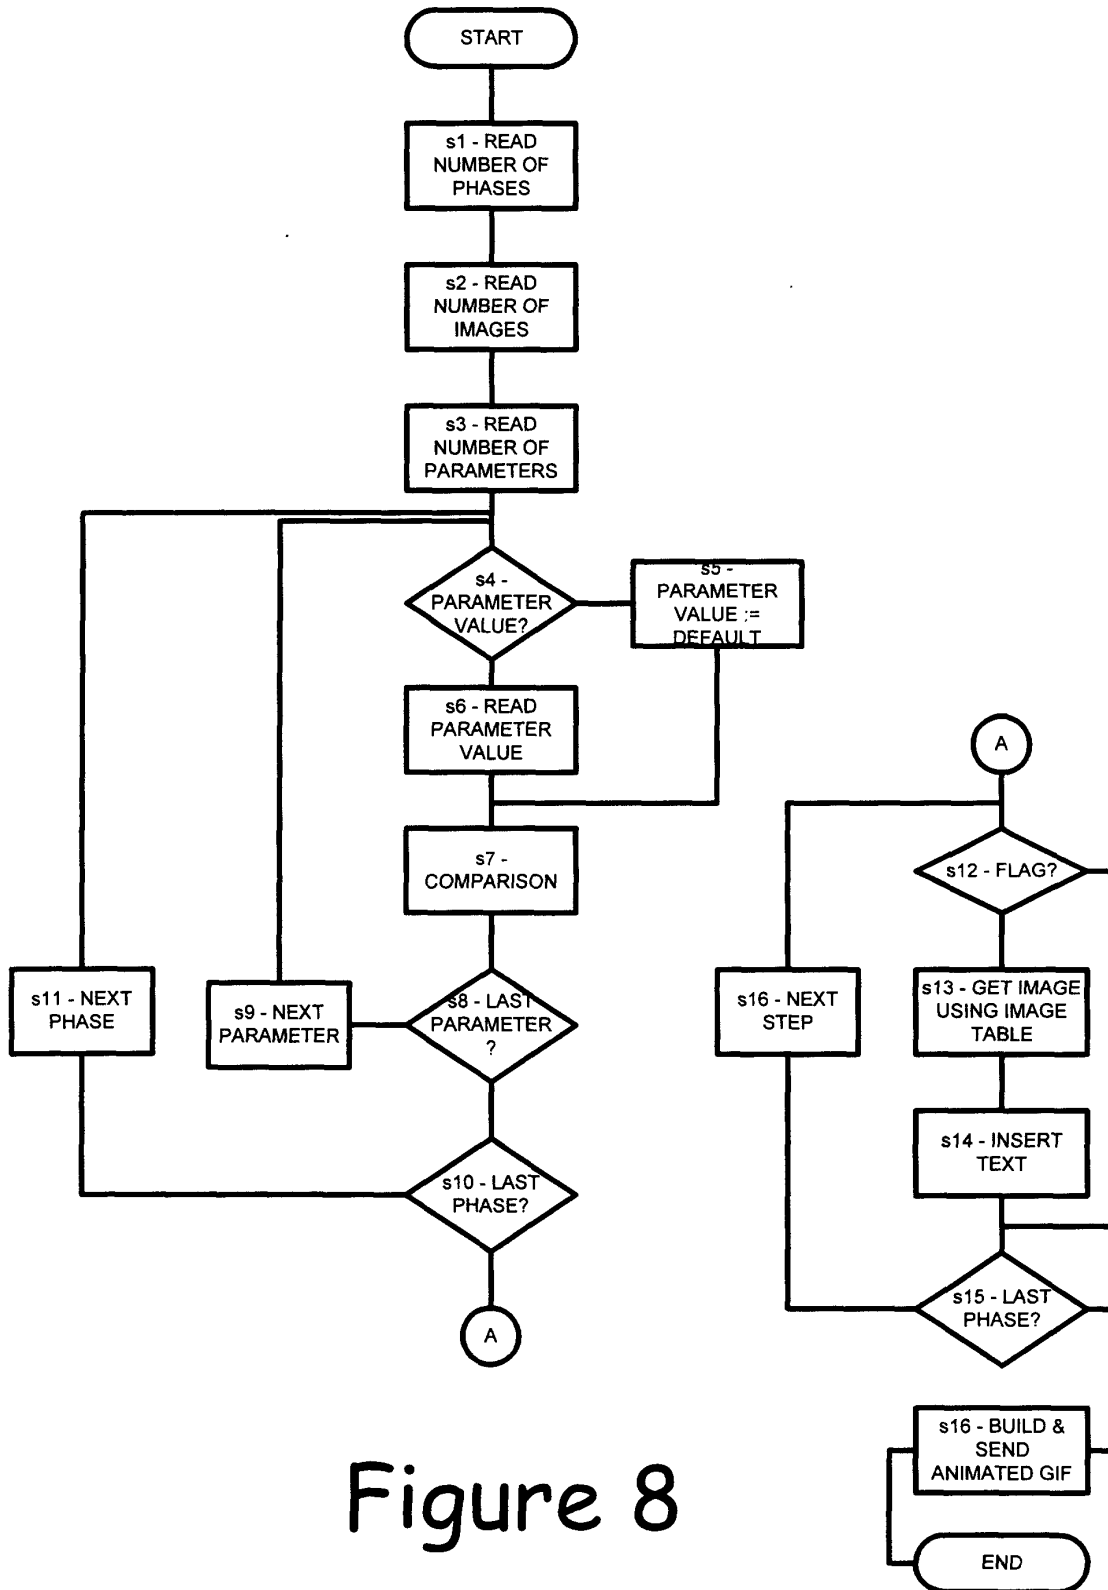 START
s1 - READ
NUMBER OF
PHASES
s2 - READ
NUMBER OF
IMAGES
s3 - READ
NUMBER OF
PARAMETERS
s4 -
PARAMETER
VALUE?
s5 -
PARAMETER
VALUE :=
DEFAULT
s6 - READ
PARAMETER
VALUE
s7 -
COMPARISON
s8 - LAST
PARAMETER
?
s9 - NEXT
PARAMETER
s11 - NEXT
PHASE
s10 - LAST
PHASE?
A
A
s12 - FLAG?
s13 - GET IMAGE
USING IMAGE
TABLE
s16 - NEXT
STEP
s14 - INSERT
TEXT
s15 - LAST
PHASE?
s16 - BUILD &
SEND
ANIMATED GIF
END
Figure 8